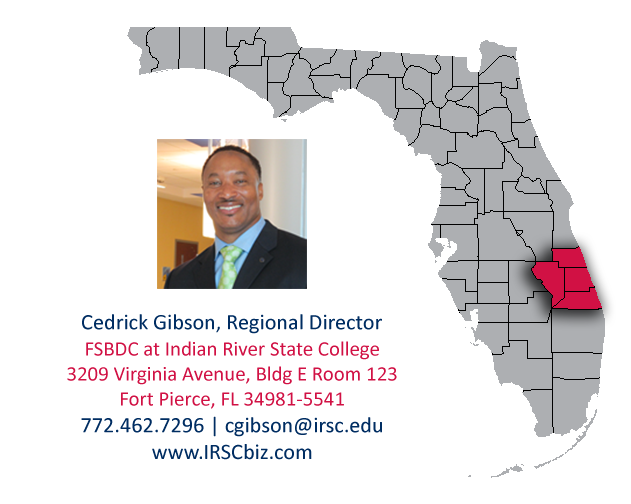 Cedrick Gibson, Regional Director
FSBDC at Indian River State College
3209 Virginia Avenue, Bldg E Room 123
Fort Pierce, FL 34981-5541
772.462.7296 | cgibson@irsc.edu
www.IRSCbiz.com